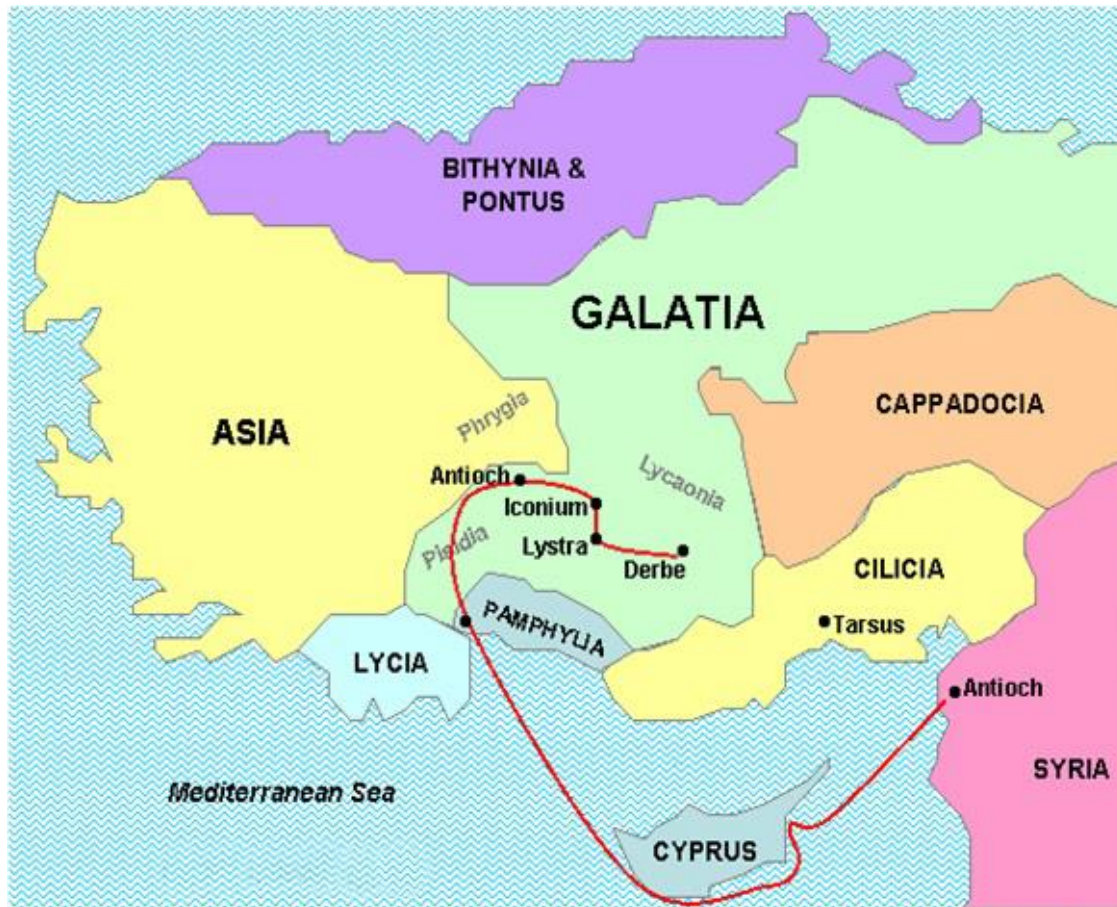 BITHYNIA &
PONTUS
GALATIA
CAPPADOCIA
Phrygia
ASIA
Antioch
Lycaonia
Iconium
Pisidia
Lystra
Derbe
CILICIA
PAMPHYLIA
Tarsus
LYCIA
Antioch
SYRIA
Mediterranean Sea
CYPRUS